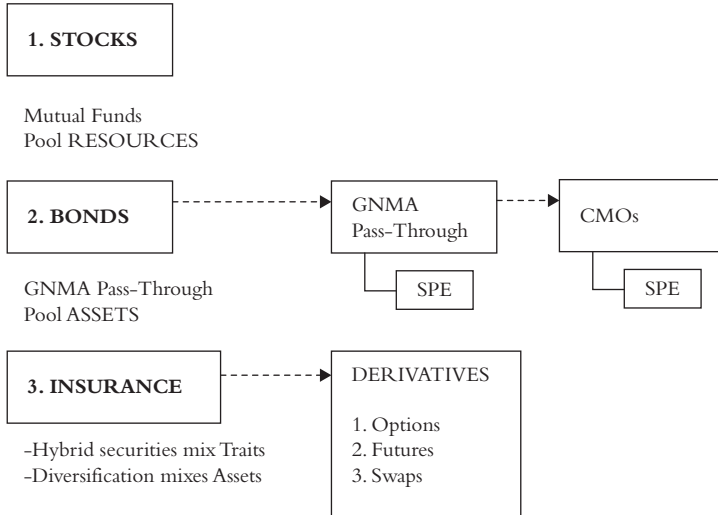 1. STOCKS
Mutual Funds
Pool RESOURCES
2. BONDS
GNMA
Pass-Through
CMOs
SPE
SPE
GNMA Pass-Through
Pool ASSETS
3. INSURANCE
DERIVATIVES
1. Options
2. Futures
3. Swaps
-Hybrid securities mix Traits
-Diversification mixes Assets